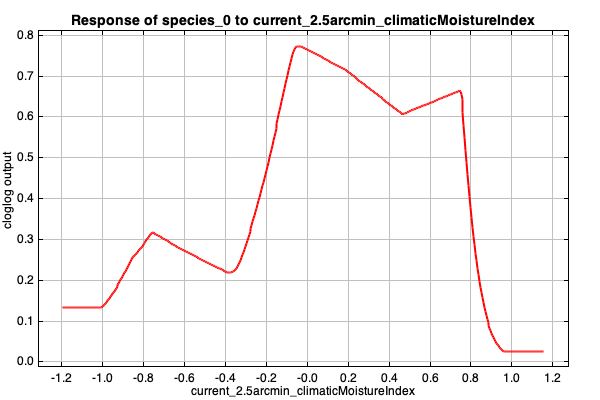 Response of species_0 to current_2.5arcmin_climaticMoistureIndex
cloglog output
0.8
0.7
0.6
0.5
0.4
0.3
0.2
0.1
0.0
-1.2 -1.0 -0.8 -0.6 -0.4 -0.2 -0.0 0.2 0.4 0.6 0.8 1.0 1.2
current_2.5arcmin_climaticMoistureIndex